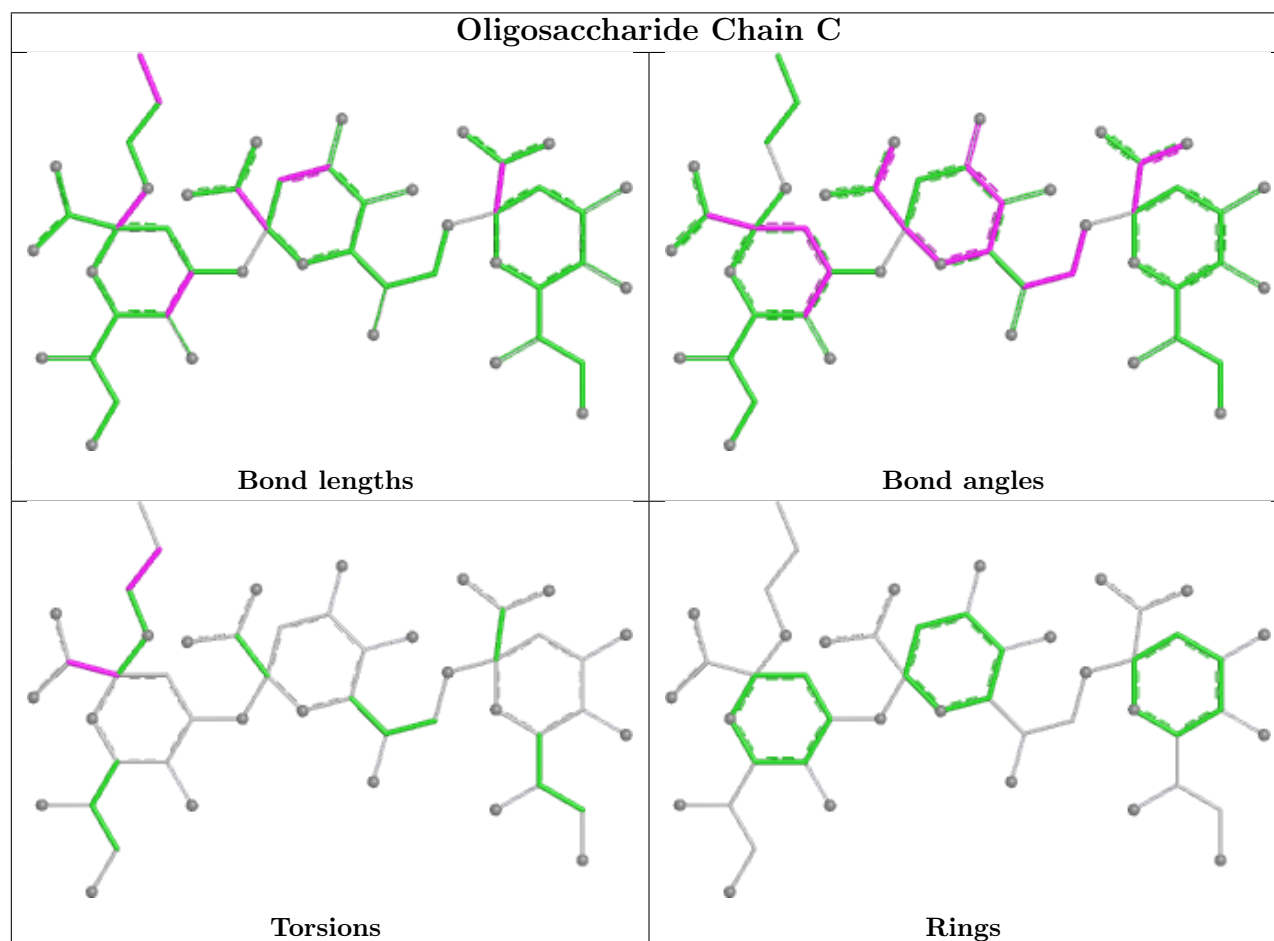 Oligosaccharide Chain C
Bond lengths
Bond angles
Torsions
Rings